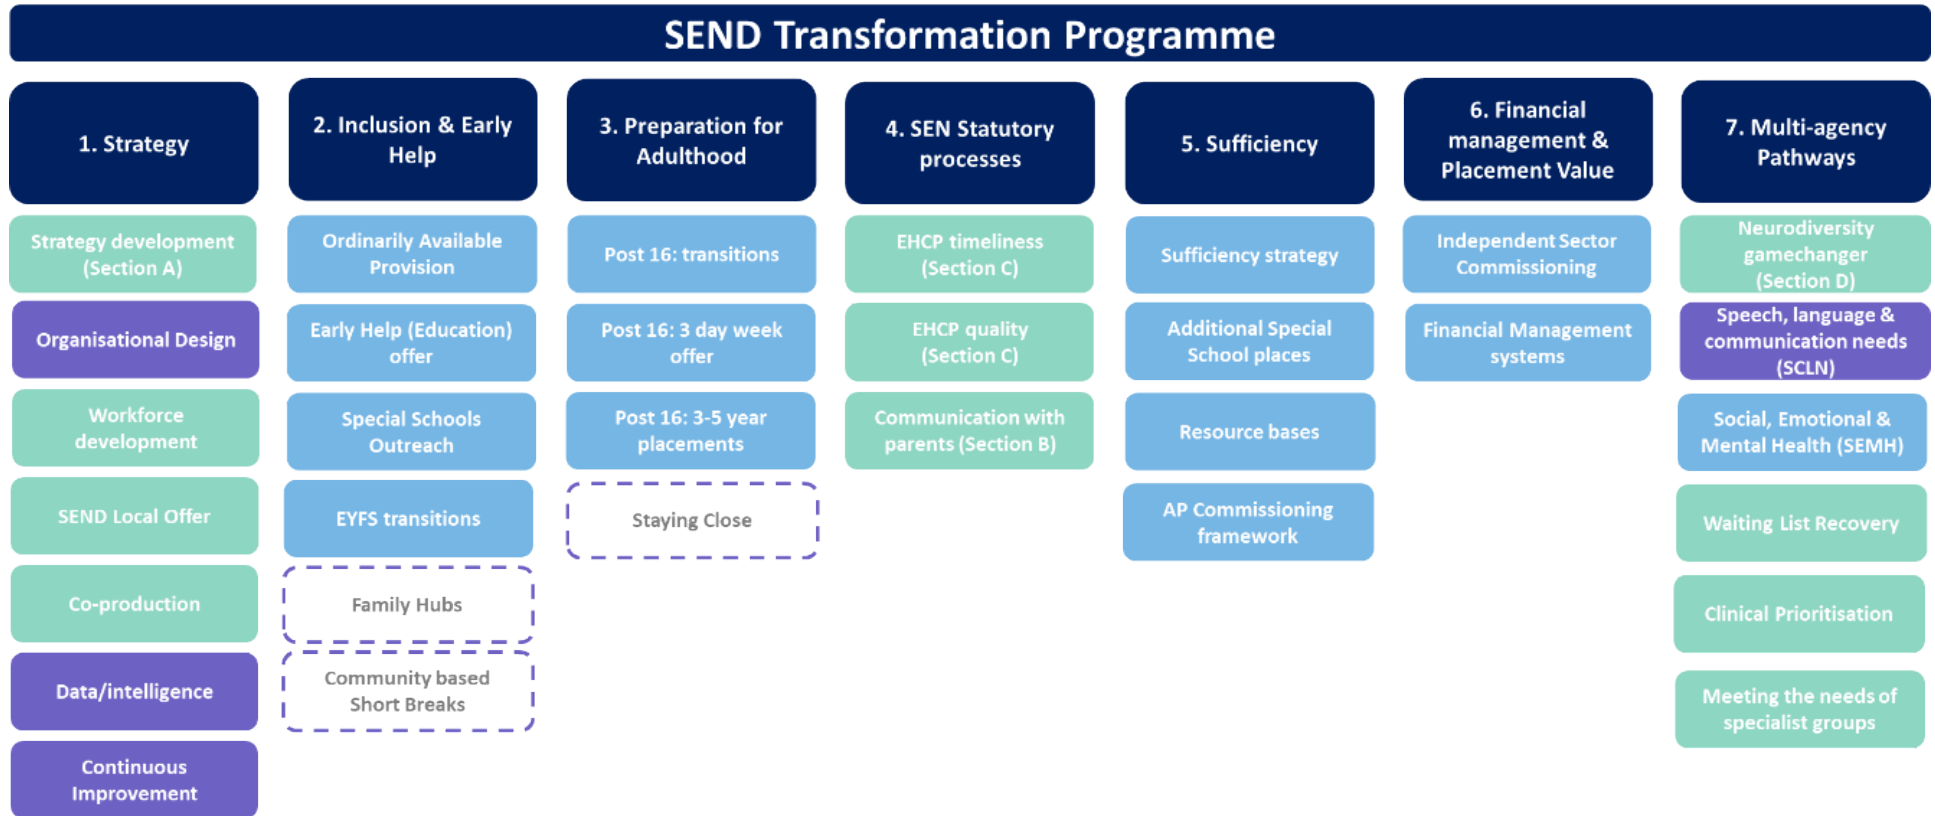 SEND Transformation Programme
1. Strategy
Strategy development
(Section A)
Organisational Design
Workforce
development
SEND Local Offer
Co-production
Data/intelligence
Continuous
Improvement
2. Inclusion & Early
Help
Ordinarily Available
Provision
Early Help (Education)
offer
Special Schools
Outreach
EYFS transitions
Family Hubs
Community based
Short Breaks
3. Preparation for
Adulthood
Post 16: transitions
Post 16: 3 day week
offer
Post 16: 3-5 year
placements
Staying Close
4. SEN Statutory
processes
EHCP timeliness
(Section C)
EHCP quality
(Section C)
Communication with
parents (Section B)
5. Sufficiency
Sufficiency strategy
Additional Special
School places
Resource bases
AP Commissioning
framework
6. Financial
management &
Placement Value
Independent Sector
Commissioning
Financial Management
systems
7. Multi-agency
Pathways
Neurodiversity
gamechanger
(Section D)
Speech, language &
communication needs
(SCLN)
Social, Emotional &
Mental Health (SEMH)
Waiting List Recovery
Clinical Prioritisation
Meeting the needs of
specialist groups